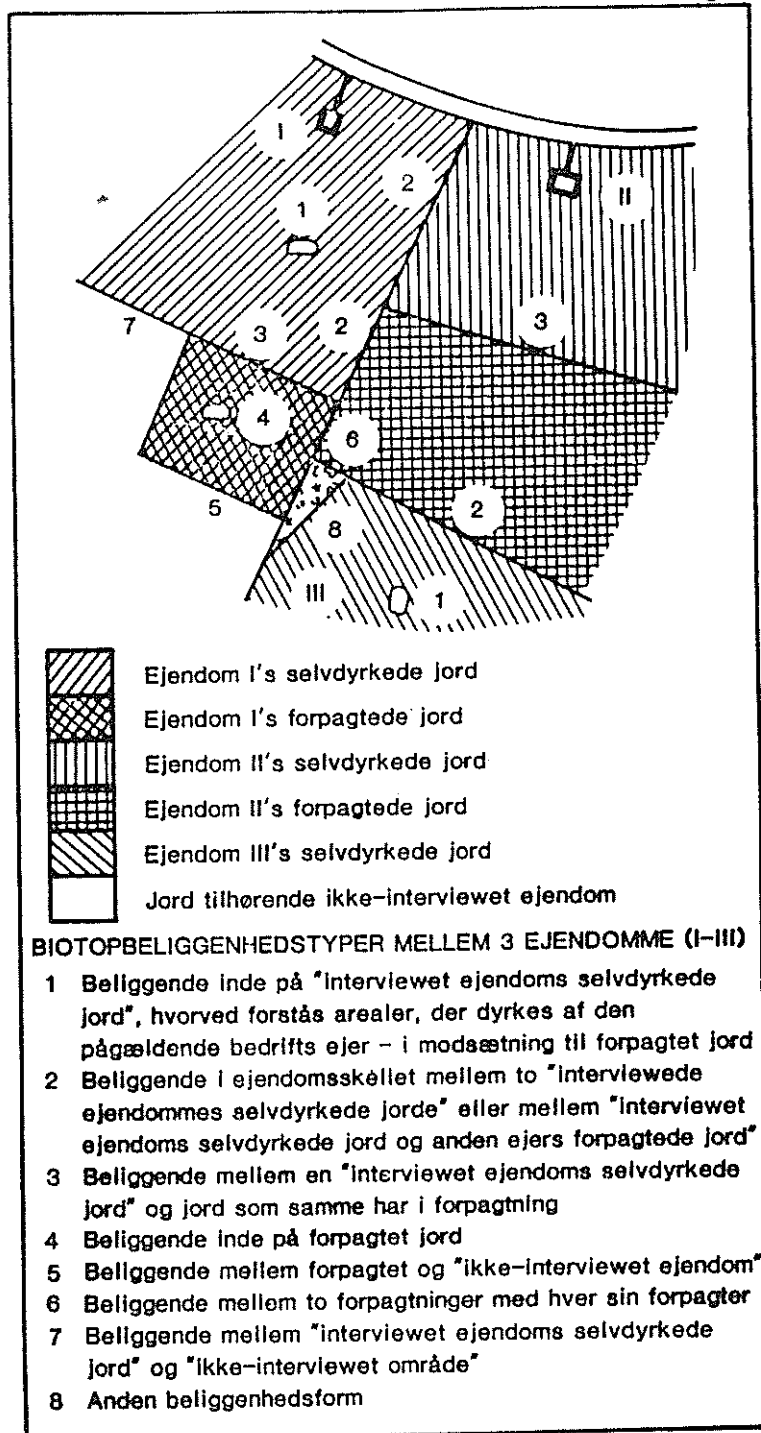 I
2
II
1
7
3
2
3
4
6
5
2
8
III
1
Ejendom I's selvdyrkede jord
Ejendom I's forpagtede jord
Ejendom II's selvdyrkede jord
Ejendom II's forpagtede jord
Ejendom III's selvdyrkede jord
Jord tilhørende ikke-interviewet ejendom
BIOTOPBELIGGENHEDSTYPER MELLEM 3 EJENDOMME (I-III)
1 Beliggende inde på "interviewet ejendoms selvdyrkede
jord", hvorved forstås arealer, der dyrkes af den
pågældende bedrifts ejer - i modsætning til forpagtet jord
2 Beliggende i ejendomsskellet mellem to "interviewede
ejendommes selvdyrkede jorde" eller mellem "interviewet
ejendoms selvdyrkede jord og anden ejers forpagtede jord"
3 Beliggende mellem en "interviewet ejendoms selvdyrkede
jord" og jord som samme har i forpagtning
4 Beliggende inde på forpagtet jord
5 Beliggende mellem forpagtet og "ikke-interviewet ejendom"
6 Beliggende mellem to forpagtninger med hver sin forpagter
7 Beliggende mellem "interviewet ejendoms selvdyrkede
jord" og "ikke-interviewet område"
8 Anden beliggenhedsform